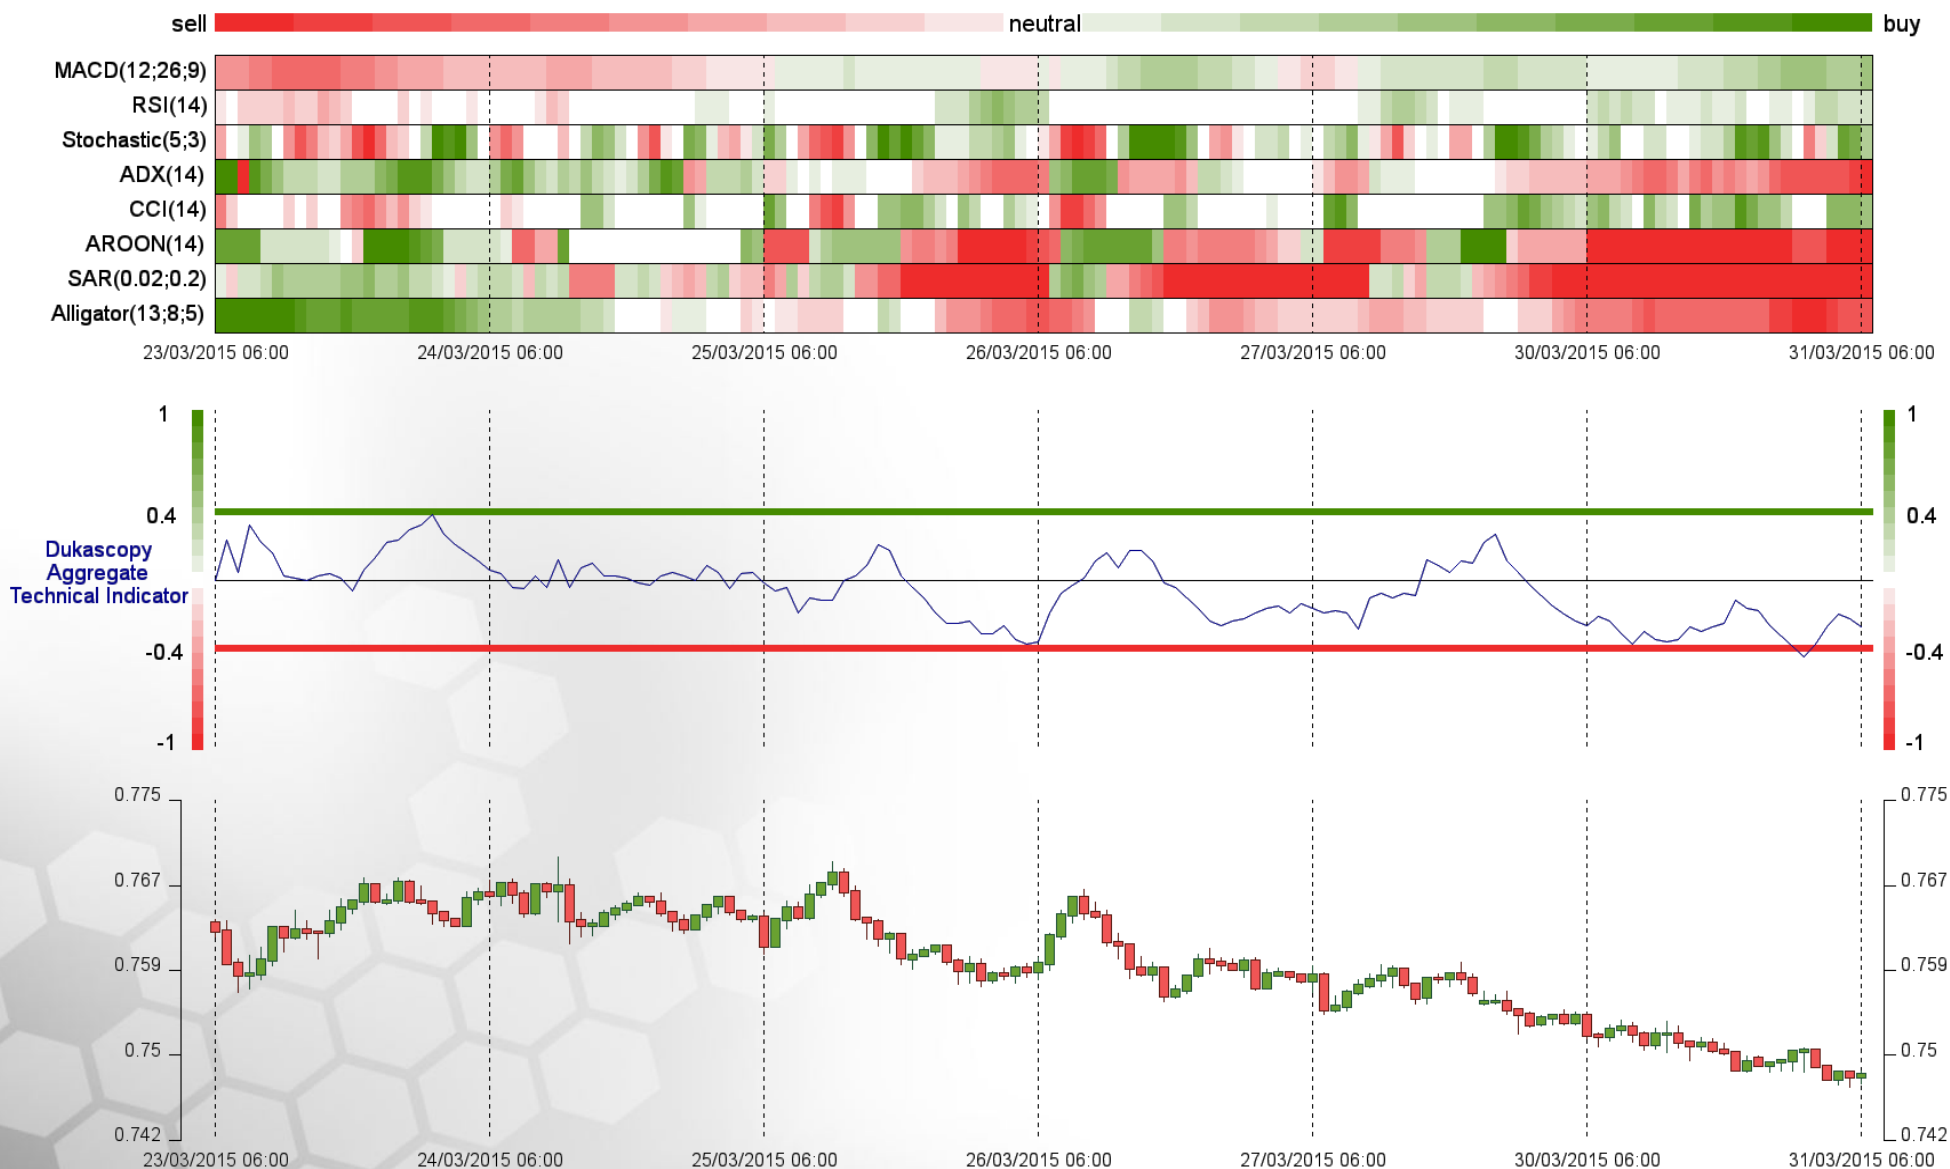 sell neutral buy
MACD(12;26;9)
RSI(14)
Stochastic(5;3)
ADX(14)
CCI(14)
AROON(14)
SAR(0.02;0.2)
Alligator(13;8;5)
23/03/2015 06:00 24/03/2015 06:00 25/03/2015 06:00 26/03/2015 06:00 27/03/2015 06:00 30/03/2015 06:00 31/03/2015 06:00
1 1
0.4 0.4
Dukascopy
Aggregate
Technical Indicator
-0.4 -0.4
-1 -1
0.775 0.775
0.767 0.767
0.759 0.759
0.75 0.75
0.742 0.742
23/03/2015 06:00 24/03/2015 06:00 25/03/2015 06:00 26/03/2015 06:00 27/03/2015 06:00 30/03/2015 06:00 31/03/2015 06:00